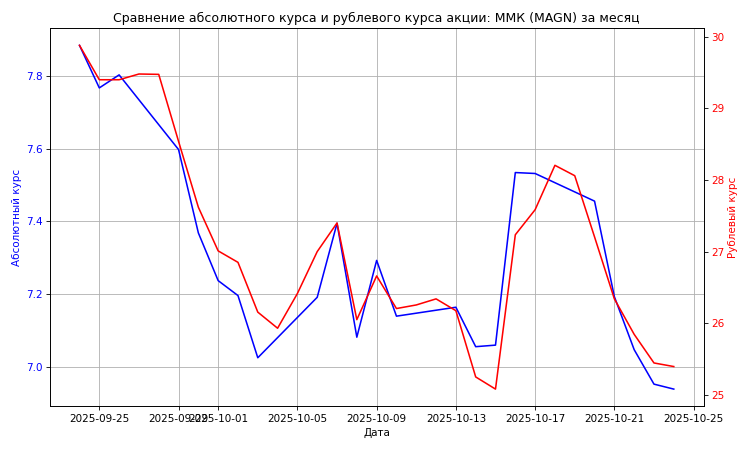 Сравнение абсолютного курса и рублевого курса акции: ММК (MAGN) за месяц
Абсолютный курс
7.8
7.6
7.4
7.2
7.0
30
29
28
27
26
25
Рублевый курс
2025-09-25 2025-09-29 2025-10-01 2025-10-05 2025-10-09 2025-10-13 2025-10-17 2025-10-21 2025-10-25
Дата